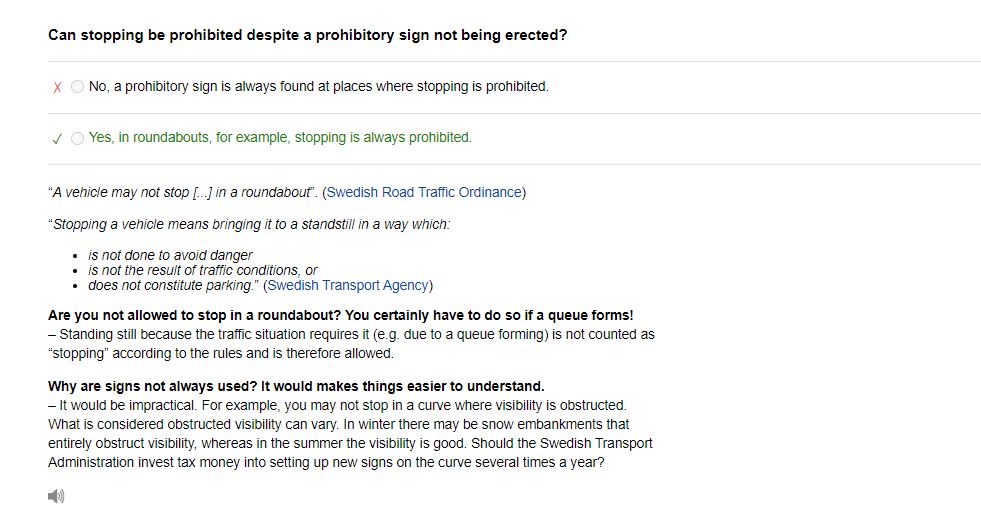 Can stopping be prohibited despite a prohibitory sign not being erected?
X No, a prohibitory sign is always found at places where stopping is prohibited.
✓ Yes, in roundabouts, for example, stopping is always prohibited.
“A vehicle may not stop [...] in a roundabout”. (Swedish Road Traffic Ordinance)
“Stopping a vehicle means bringing it to a standstill in a way which:
• is not done to avoid danger
• is not the result of traffic conditions, or
• does not constitute parking.” (Swedish Transport Agency)
Are you not allowed to stop in a roundabout? You certainly have to do so if a queue forms!
– Standing still because the traffic situation requires it (e.g. due to a queue forming) is not counted as
“stopping” according to the rules and is therefore allowed.
Why are signs not always used? It would makes things easier to understand.
– It would be impractical. For example, you may not stop in a curve where visibility is obstructed.
What is considered obstructed visibility can vary. In winter there may be snow embankments that
entirely obstruct visibility, whereas in the summer the visibility is good. Should the Swedish Transport
Administration invest tax money into setting up new signs on the curve several times a year?